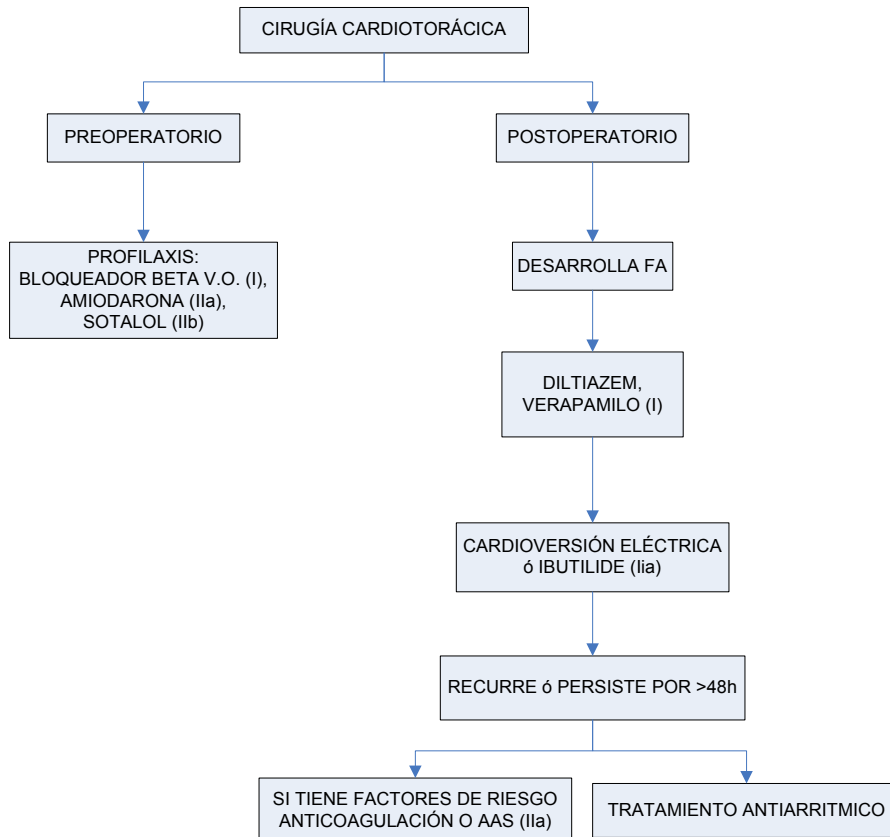 CIRUGÍA CARDIOTORÁCICA
PREOPERATORIO
POSTOPERATORIO
PROFILAXIS:
BLOQUEADOR BETA V.O. (I),
AMIODARONA (IIa),
SOTALOL (IIb)
DESARROLLA FA
DILTIAZEM,
VERAPAMILO (I)
CARDIOVERSIÓN ELÉCTRICA
ó IBUTILIDE (Iia)
RECURRE ó PERSISTE POR >48h
SI TIENE FACTORES DE RIESGO
ANTICOAGULACIÓN O AAS (IIa)
TRATAMIENTO ANTIARRITMICO